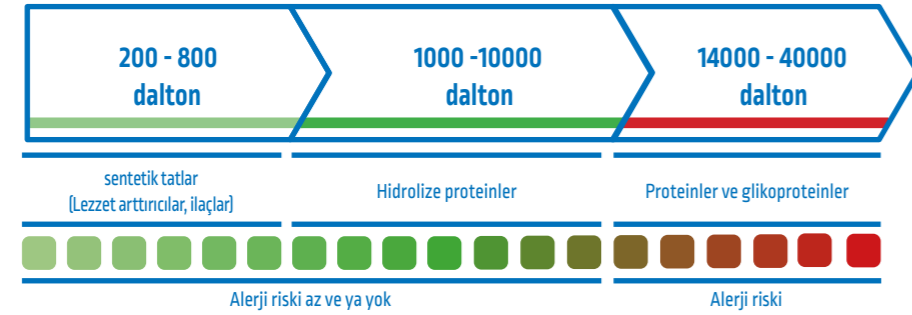 200 - 800
dalton
1000 -10000
dalton
14000 - 40000
dalton
sentetik tatlar
(Lezzet arttırıcılar, ilaçlar)
Hidrolize proteinler
Proteinler ve glikoproteinler
Alerji riski az ve ya yok
Alerji riski